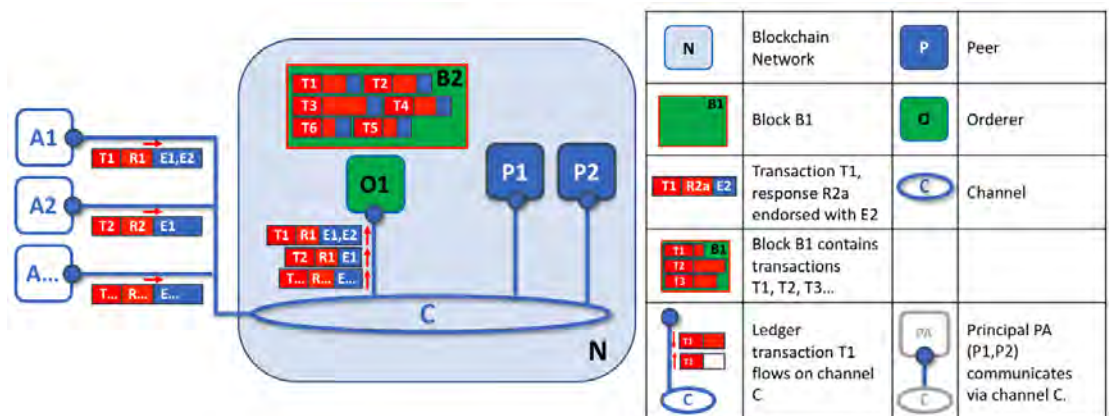 A1
T1 R1 E1,E2
A2
T2 R2 E1
A...
T... R... E...
B2
T1 T2
T3 T4
T6 T5
O1
P1
P2
T1 R1 E1,E2
T2 R1 E1
T... R... E...
C
N
N
Blockchain
Network
P
Peer
B1
Block B1
O
Orderer
T1 R2a E2
Transaction T1,
response R2a
endorsed with E2
C
Channel
T1 B1
T2
T3
Block B1 contains
transactions
T1, T2, T3...
T1
T1
C
Ledger
transaction T1
flows on channel
C
PA
C
Principal PA
(P1,P2)
communicates
via channel C.